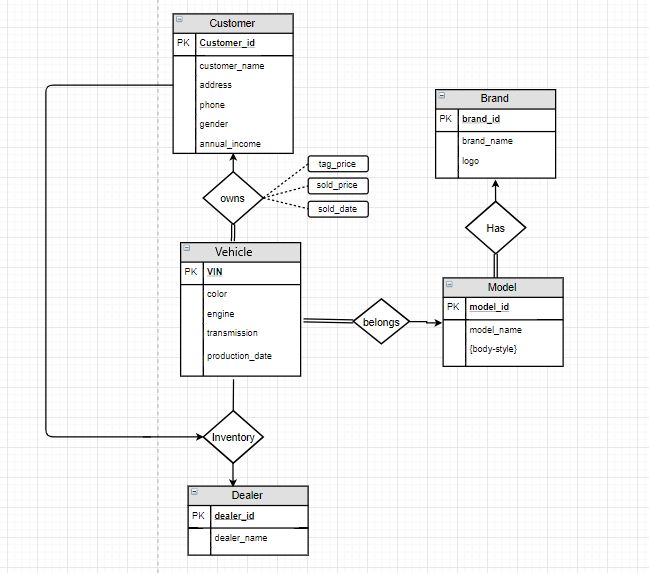 Customer
PK Customer_id
customer_name
address
phone
gender
annual_income
Brand
PK brand_id
brand_name
logo
tag_price
sold_price
sold_date
owns
Has
Vehicle
PK VIN
color
engine
transmission
production_date
belongs
Model
PK model_id
model_name
{body-style}
Inventory
Dealer
PK dealer_id
dealer_name